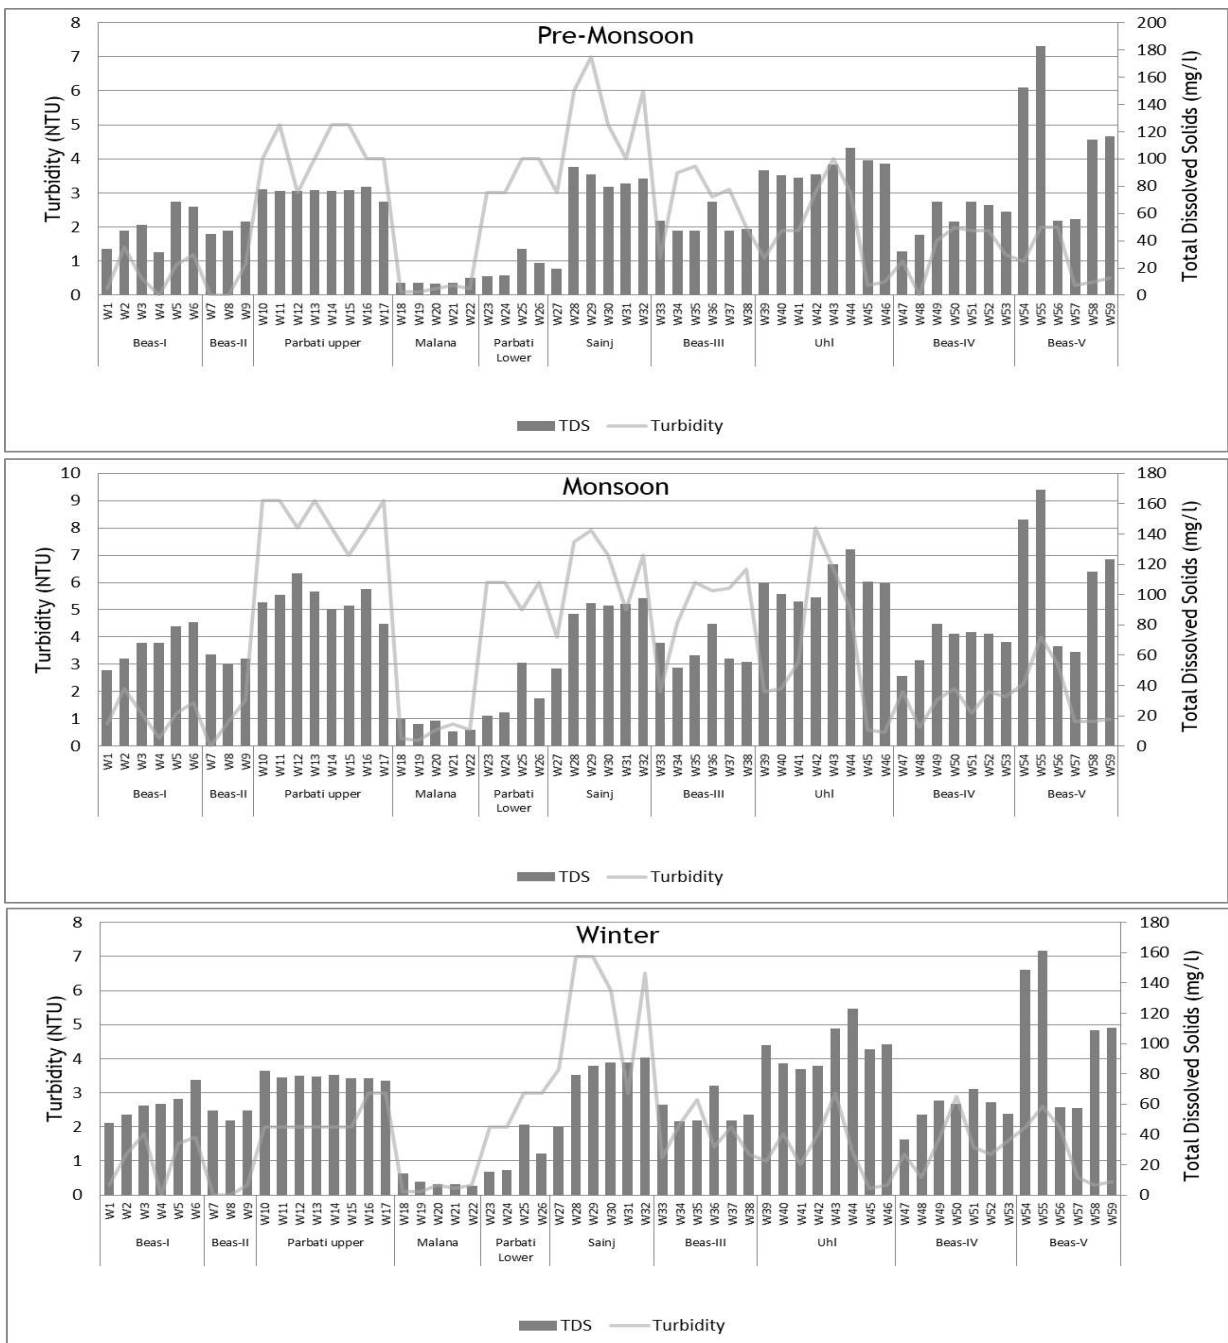 Pre-Monsoon
Turbidity (NTU)
8
7
6
5
4
3
2
1
0
200
180
160
140
120
100
80
60
40
20
0
Total Dissolved Solids (mg/l)
W1 W2 W3 W4 W5 W6 W7 W8 W9 W10 W11 W12 W13 W14 W15 W16 W17 W18 W19 W20 W21 W22 W23 W24 W25 W26 W27 W28 W29 W30 W31 W32 W33 W34 W35 W36 W37 W38 W39 W40 W41 W42 W43 W44 W45 W46 W47 W48 W49 W50 W51 W52 W53 W54 W55 W56 W57 W58 W59
Beas-I Beas-II Parbati upper Malana Parbati Sainj Beas-III Uhl Beas-IV Beas-V
Lower
TDS Turbidity
Monsoon
Turbidity (NTU)
10
9
8
7
6
5
4
3
2
1
0
180
160
140
120
100
80
60
40
20
0
Total Dissolved Solids (mg/l)
W1 W2 W3 W4 W5 W6 W7 W8 W9 W10 W11 W12 W13 W14 W15 W16 W17 W18 W19 W20 W21 W22 W23 W24 W25 W26 W27 W28 W29 W30 W31 W32 W33 W34 W35 W36 W37 W38 W39 W40 W41 W42 W43 W44 W45 W46 W47 W48 W49 W50 W51 W52 W53 W54 W55 W56 W57 W58 W59
Beas-I Beas-II Parbati upper Malana Parbati Sainj Beas-III Uhl Beas-IV Beas-V
Lower
TDS Turbidity
Winter
Turbidity (NTU)
8
7
6
5
4
3
2
1
0
180
160
140
120
100
80
60
40
20
0
Total Dissolved Solids (mg/l)
W1 W2 W3 W4 W5 W6 W7 W8 W9 W10 W11 W12 W13 W14 W15 W16 W17 W18 W19 W20 W21 W22 W23 W24 W25 W26 W27 W28 W29 W30 W31 W32 W33 W34 W35 W36 W37 W38 W39 W40 W41 W42 W43 W44 W45 W46 W47 W48 W49 W50 W51 W52 W53 W54 W55 W56 W57 W58 W59
Beas-I Beas-II Parbati upper Malana Parbati Sainj Beas-III Uhl Beas-IV Beas-V
Lower
TDS Turbidity